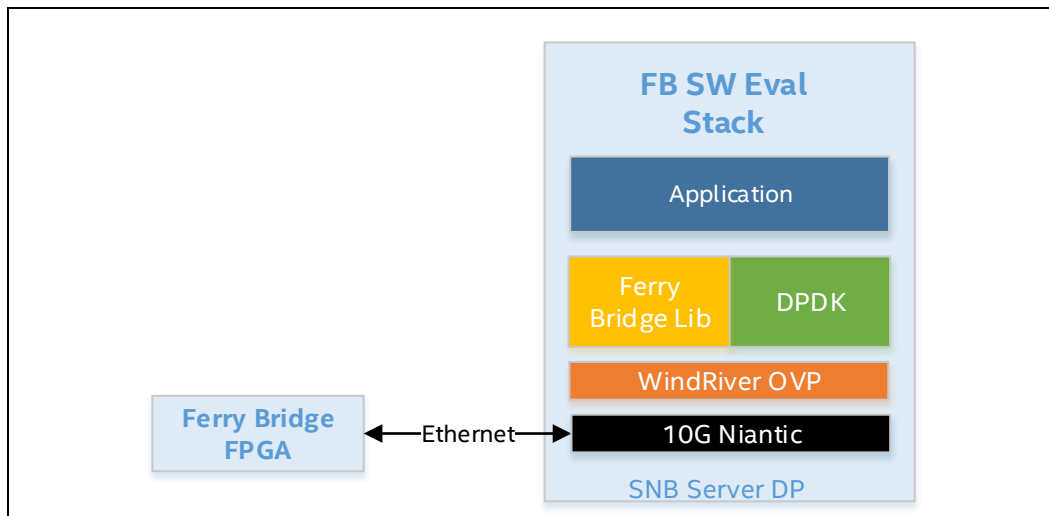 FB SW Eval
Stack
Application
Ferry
Bridge Lib
DPDK
WindRiver OVP
Ferry Bridge
FPGA
Ethernet
10G Niantic
SNB Server DP